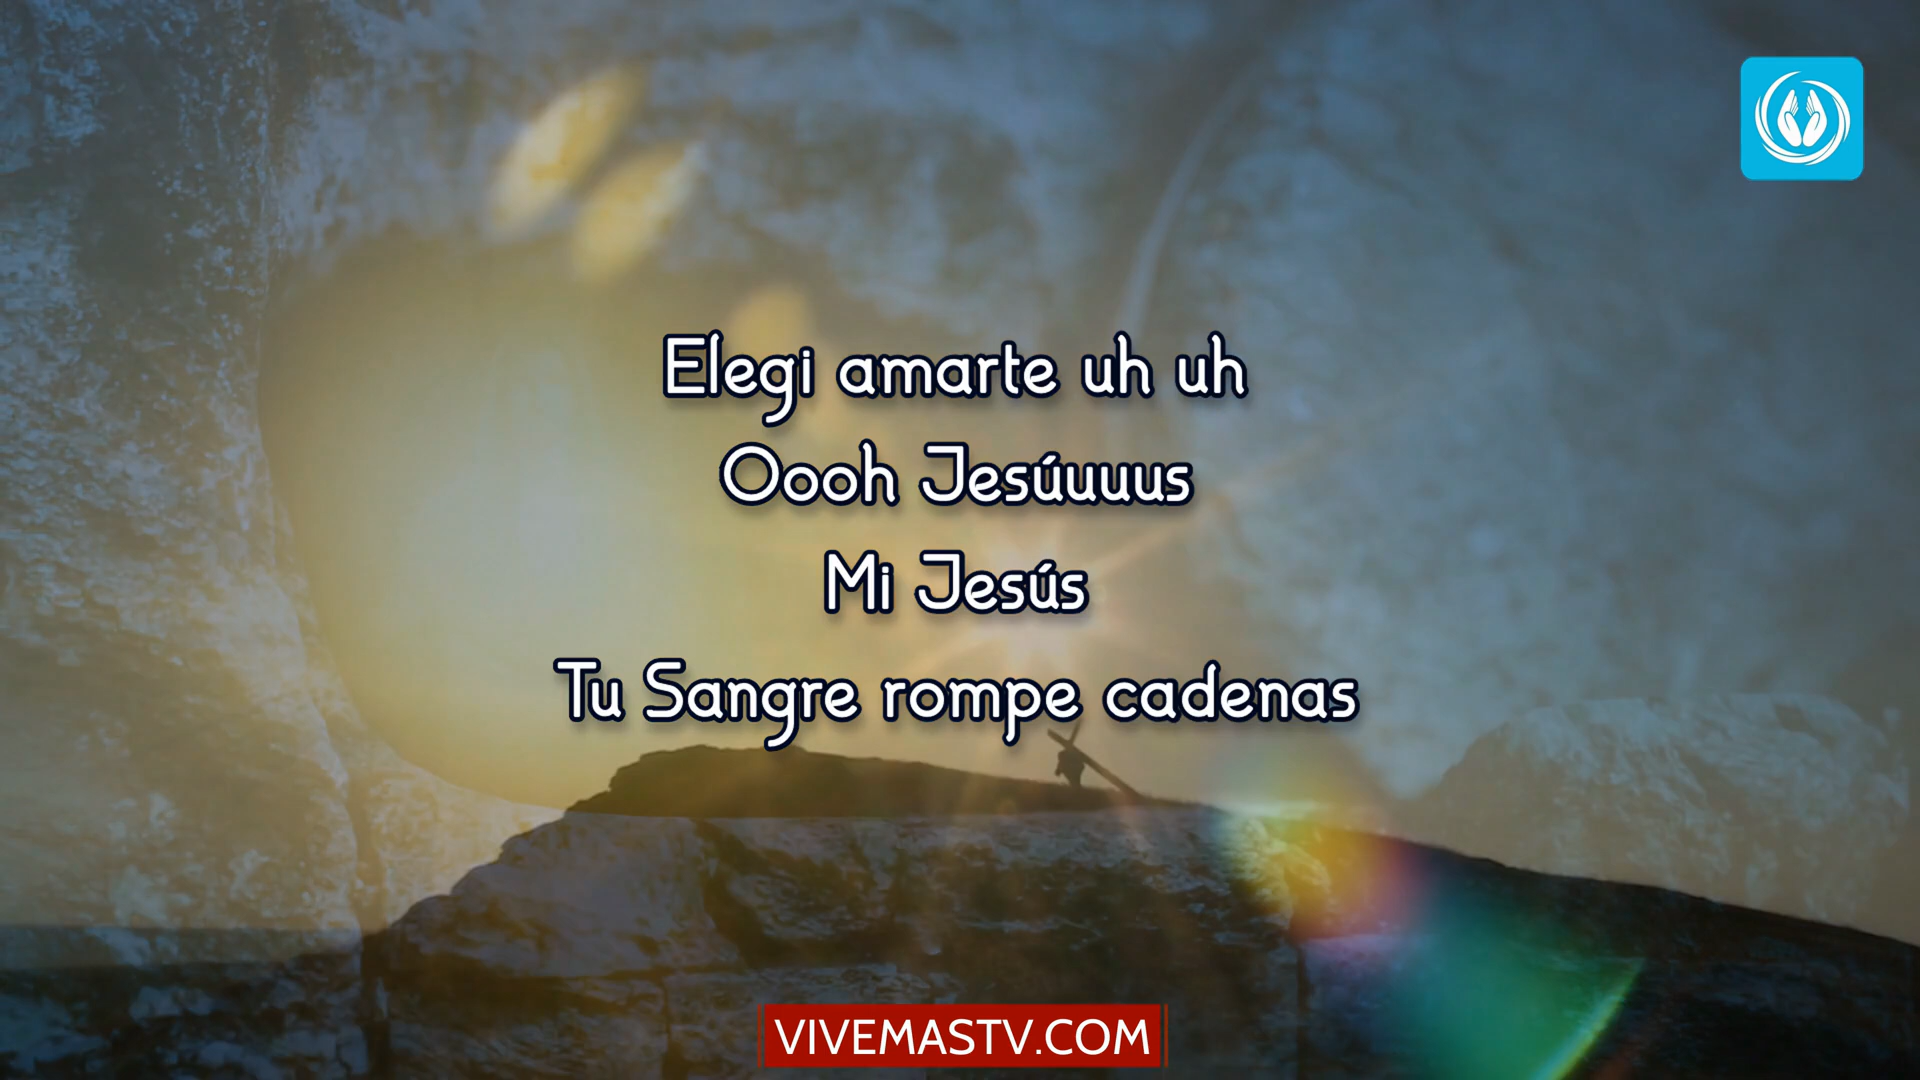 Elegi amarte uh uh
Oooh Jesúuuus
Mi Jesús
Tu Sangre rompe cadenas
VIVEMASTV.COM